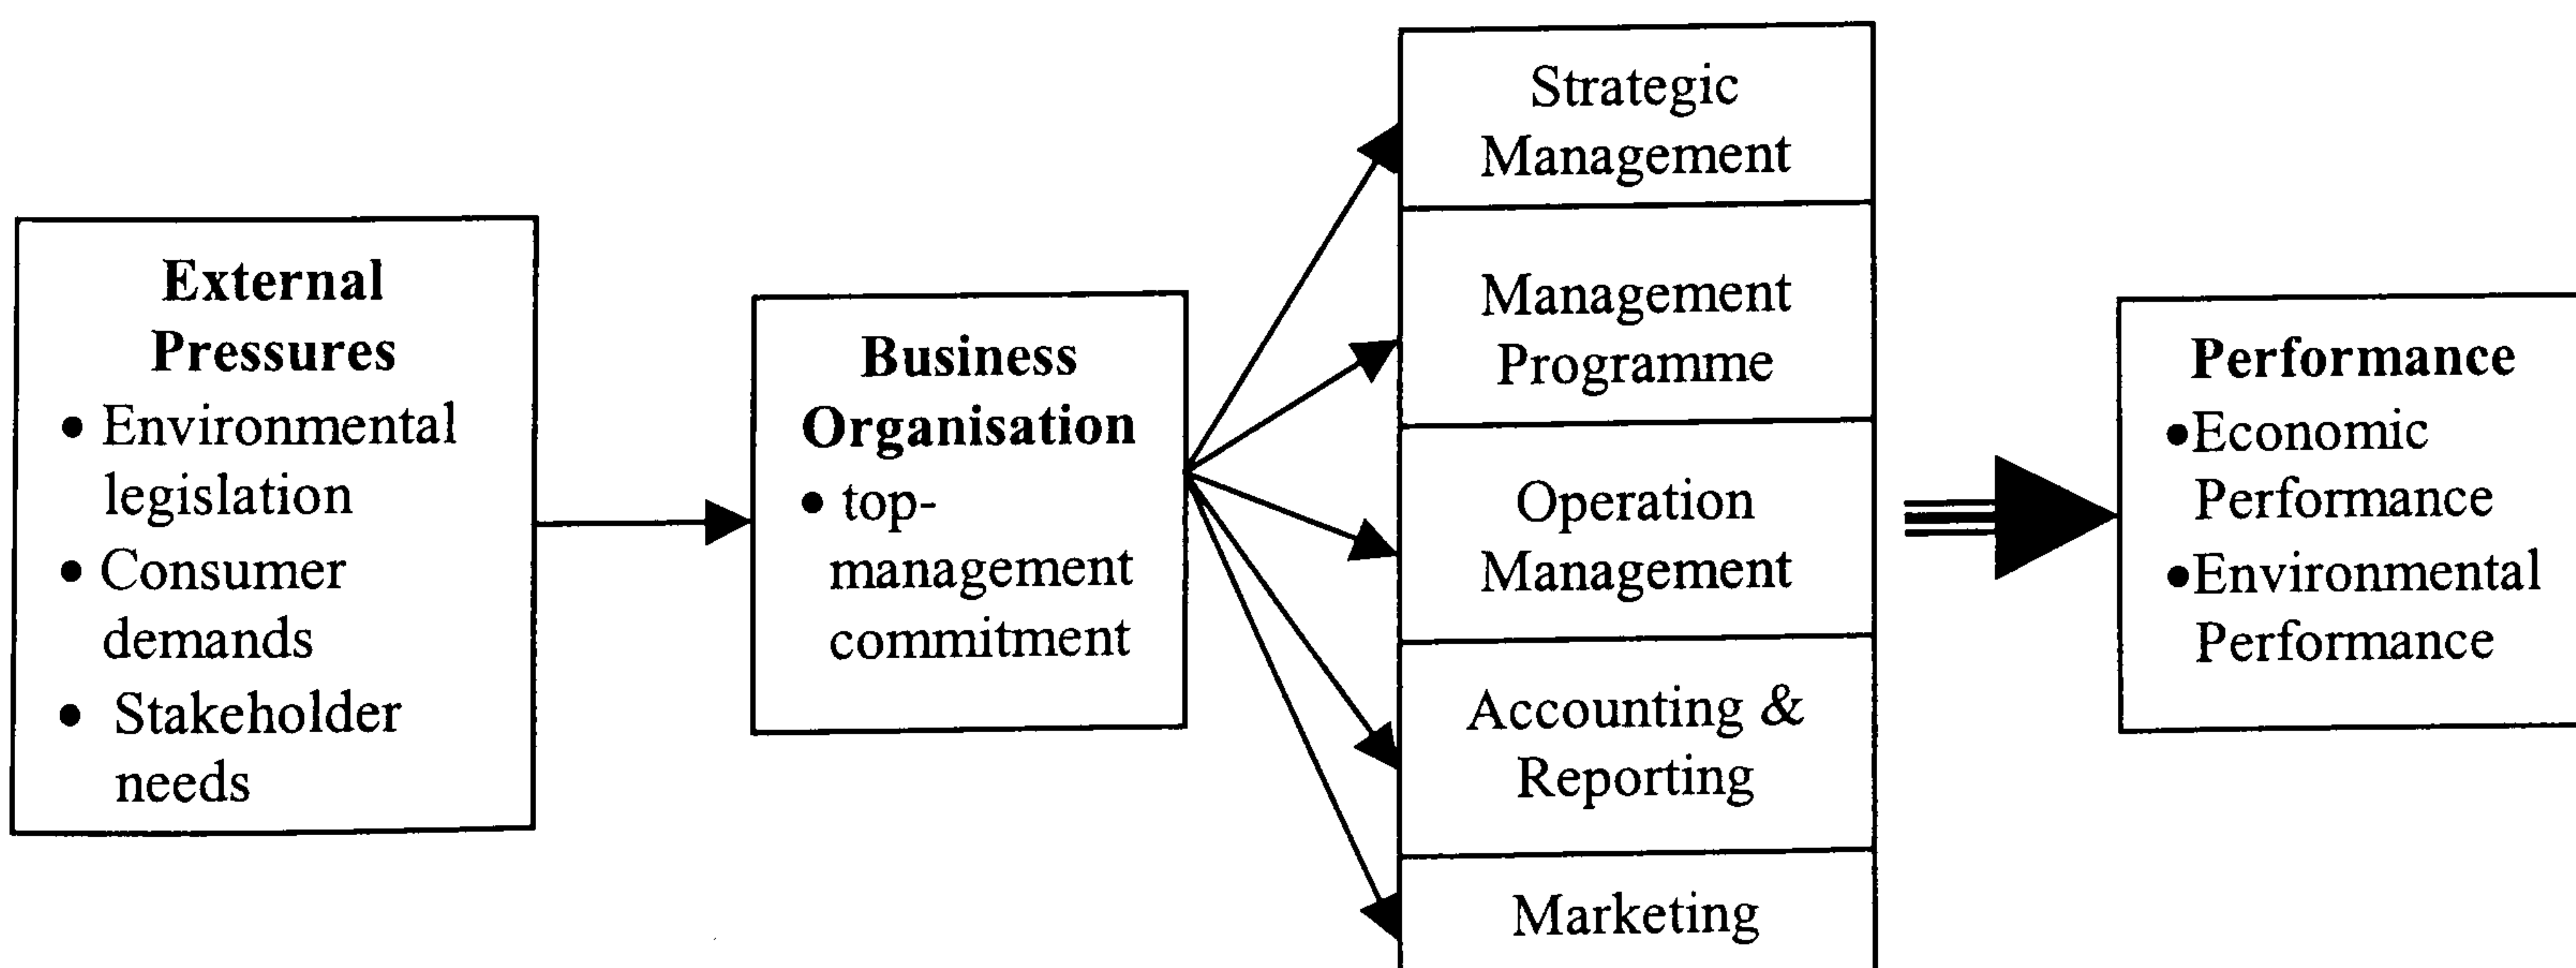 External
Pressures
• Environmental
legislation
• Consumer
demands
• Stakeholder
needs
Business
Organisation
• top-
management
commitment
Strategic
Management
Management
Programme
Operation
Management
Accounting &
Reporting
Marketing
Performance
•Economic
Performance
•Environmental
Performance